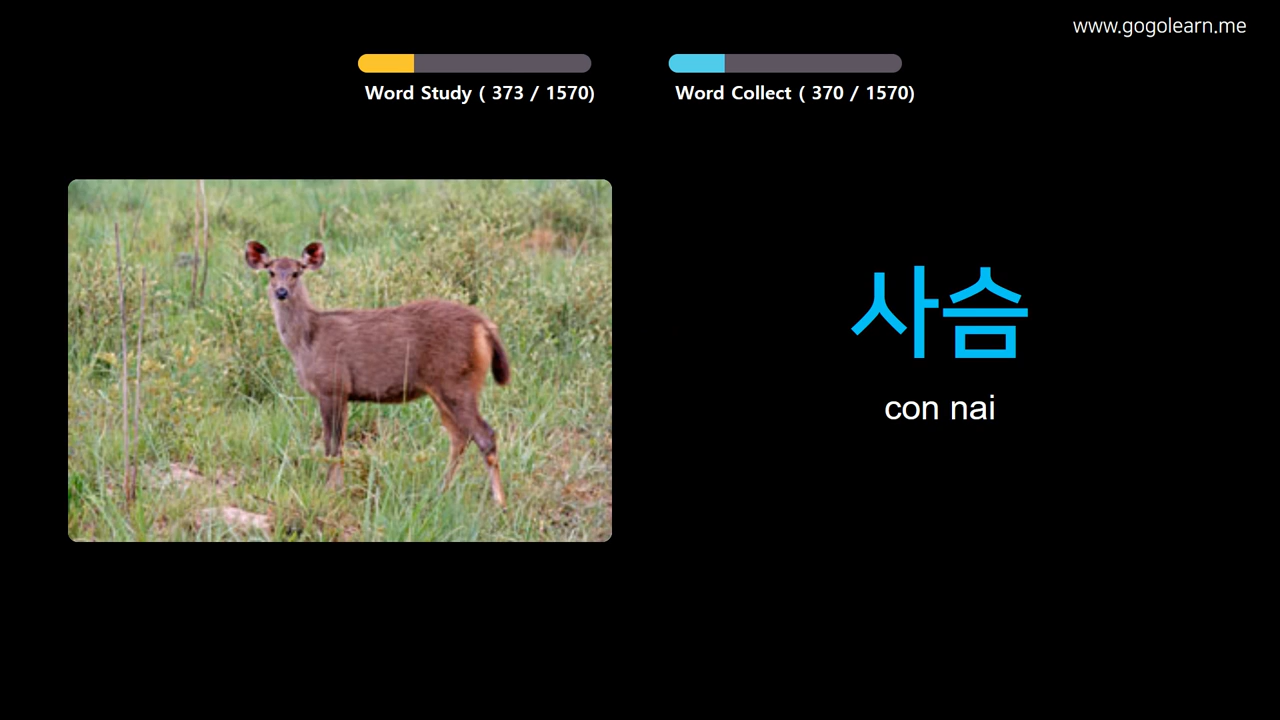 www.gogolearn.me
Word Study ( 373 / 1570)
Word Collect ( 370 / 1570)
사슴
con nai